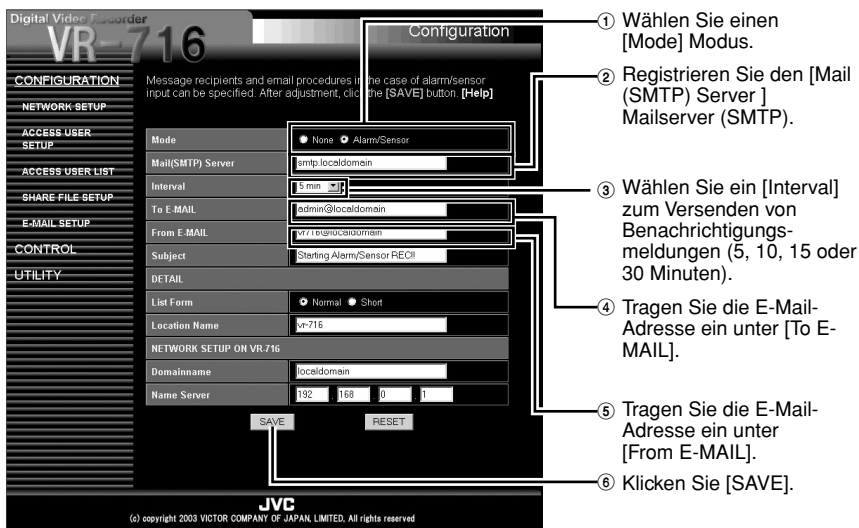 Digital Video Recorder
VR-716
Configuration
CONFIGURATION
NETWORK SETUP
ACCESS USER
SETUP
ACCESS USER LIST
SHARE FILE SETUP
E-MAIL SETUP
CONTROL
UTILITY
Message recipients and email procedures in the case of alarm/sensor
input can be specified. After adjustment, click the [SAVE] button. [Help]
Mode None Alarm/Sensor
Mail(SMTP) Server smtp.localdomain
Interval 5 min
To E-MAIL admin@localdomain
From E-MAIL vr716@localdomain
Subject Starting Alarm/Sensor REC!!
DETAIL
List Form Normal Short
Location Name vr-716
NETWORK SETUP ON VR-716
Domainname localdomain
Name Server 192 . 168 . 0 . 1
SAVE RESET
JVC
(c) copyright 2003 VICTOR COMPANY OF JAPAN, LIMITED, All rights reserved
1 Wählen Sie einen
[Mode] Modus.
2 Registrieren Sie den [Mail
(SMTP) Server ]
Mailserver (SMTP).
3 Wählen Sie ein [Interval]
zum Versenden von
Benachrichtigungs-
meldungen (5, 10, 15 oder
30 Minuten).
4 Tragen Sie die E-Mail-
Adresse ein unter [To E-
MAIL].
5 Tragen Sie die E-Mail-
Adresse ein unter
[From E-MAIL].
6 Klicken Sie [SAVE].